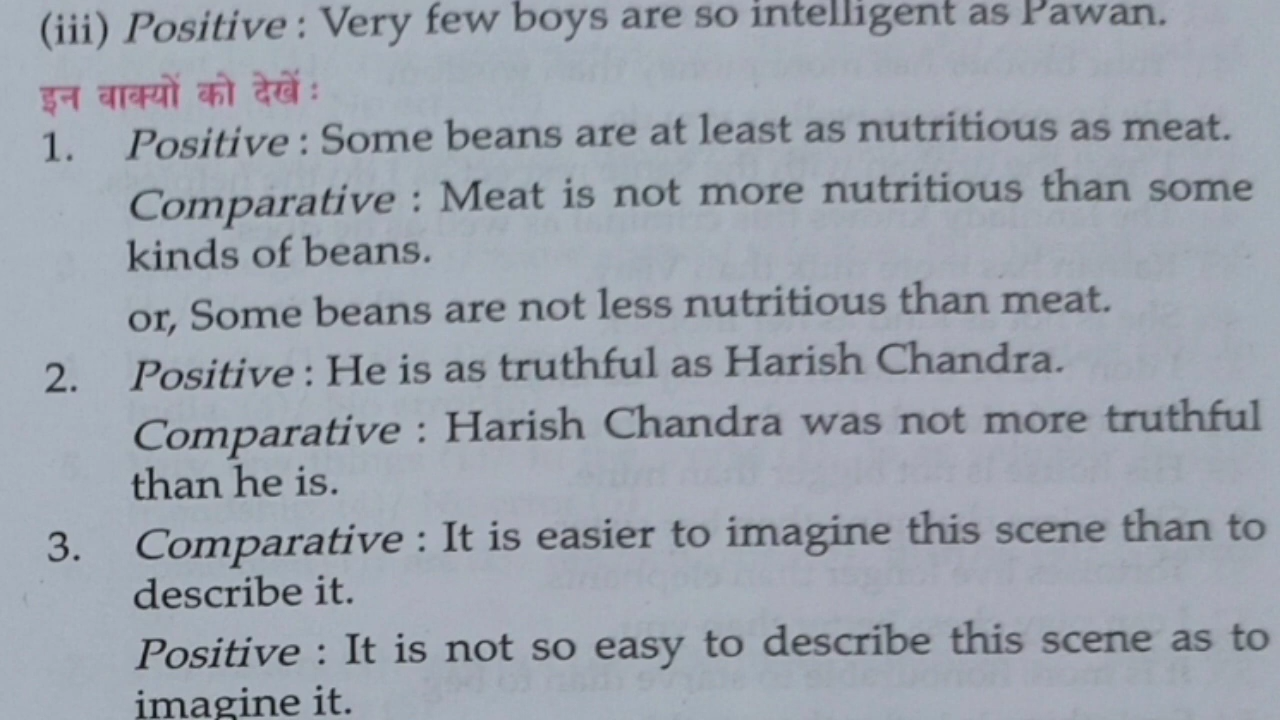 (iii) Positive : Very few boys are so intelligent as Pawan.
इन वाक्यों को देखें :
1. Positive : Some beans are at least as nutritious as meat.
Comparative : Meat is not more nutritious than some
kinds of beans.
or, Some beans are not less nutritious than meat.
2. Positive : He is as truthful as Harish Chandra.
Comparative : Harish Chandra was not more truthful
than he is.
3. Comparative : It is easier to imagine this scene than to
describe it.
Positive : It is not so easy to describe this scene as to
imagine it.